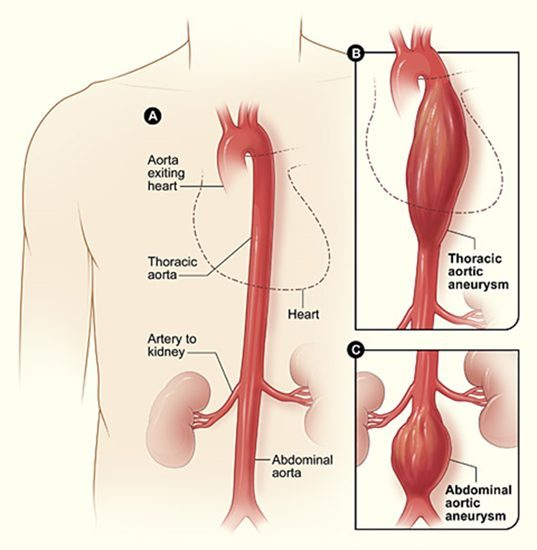 A
Aorta
exiting
heart
Thoracic
aorta
Heart
Artery to
kidney
Abdominal
aorta
B
Thoracic
aortic
aneurysm
C
Abdominal
aortic
aneurysm